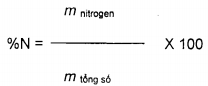 m nitrogen
%N = X 100
m tổng số